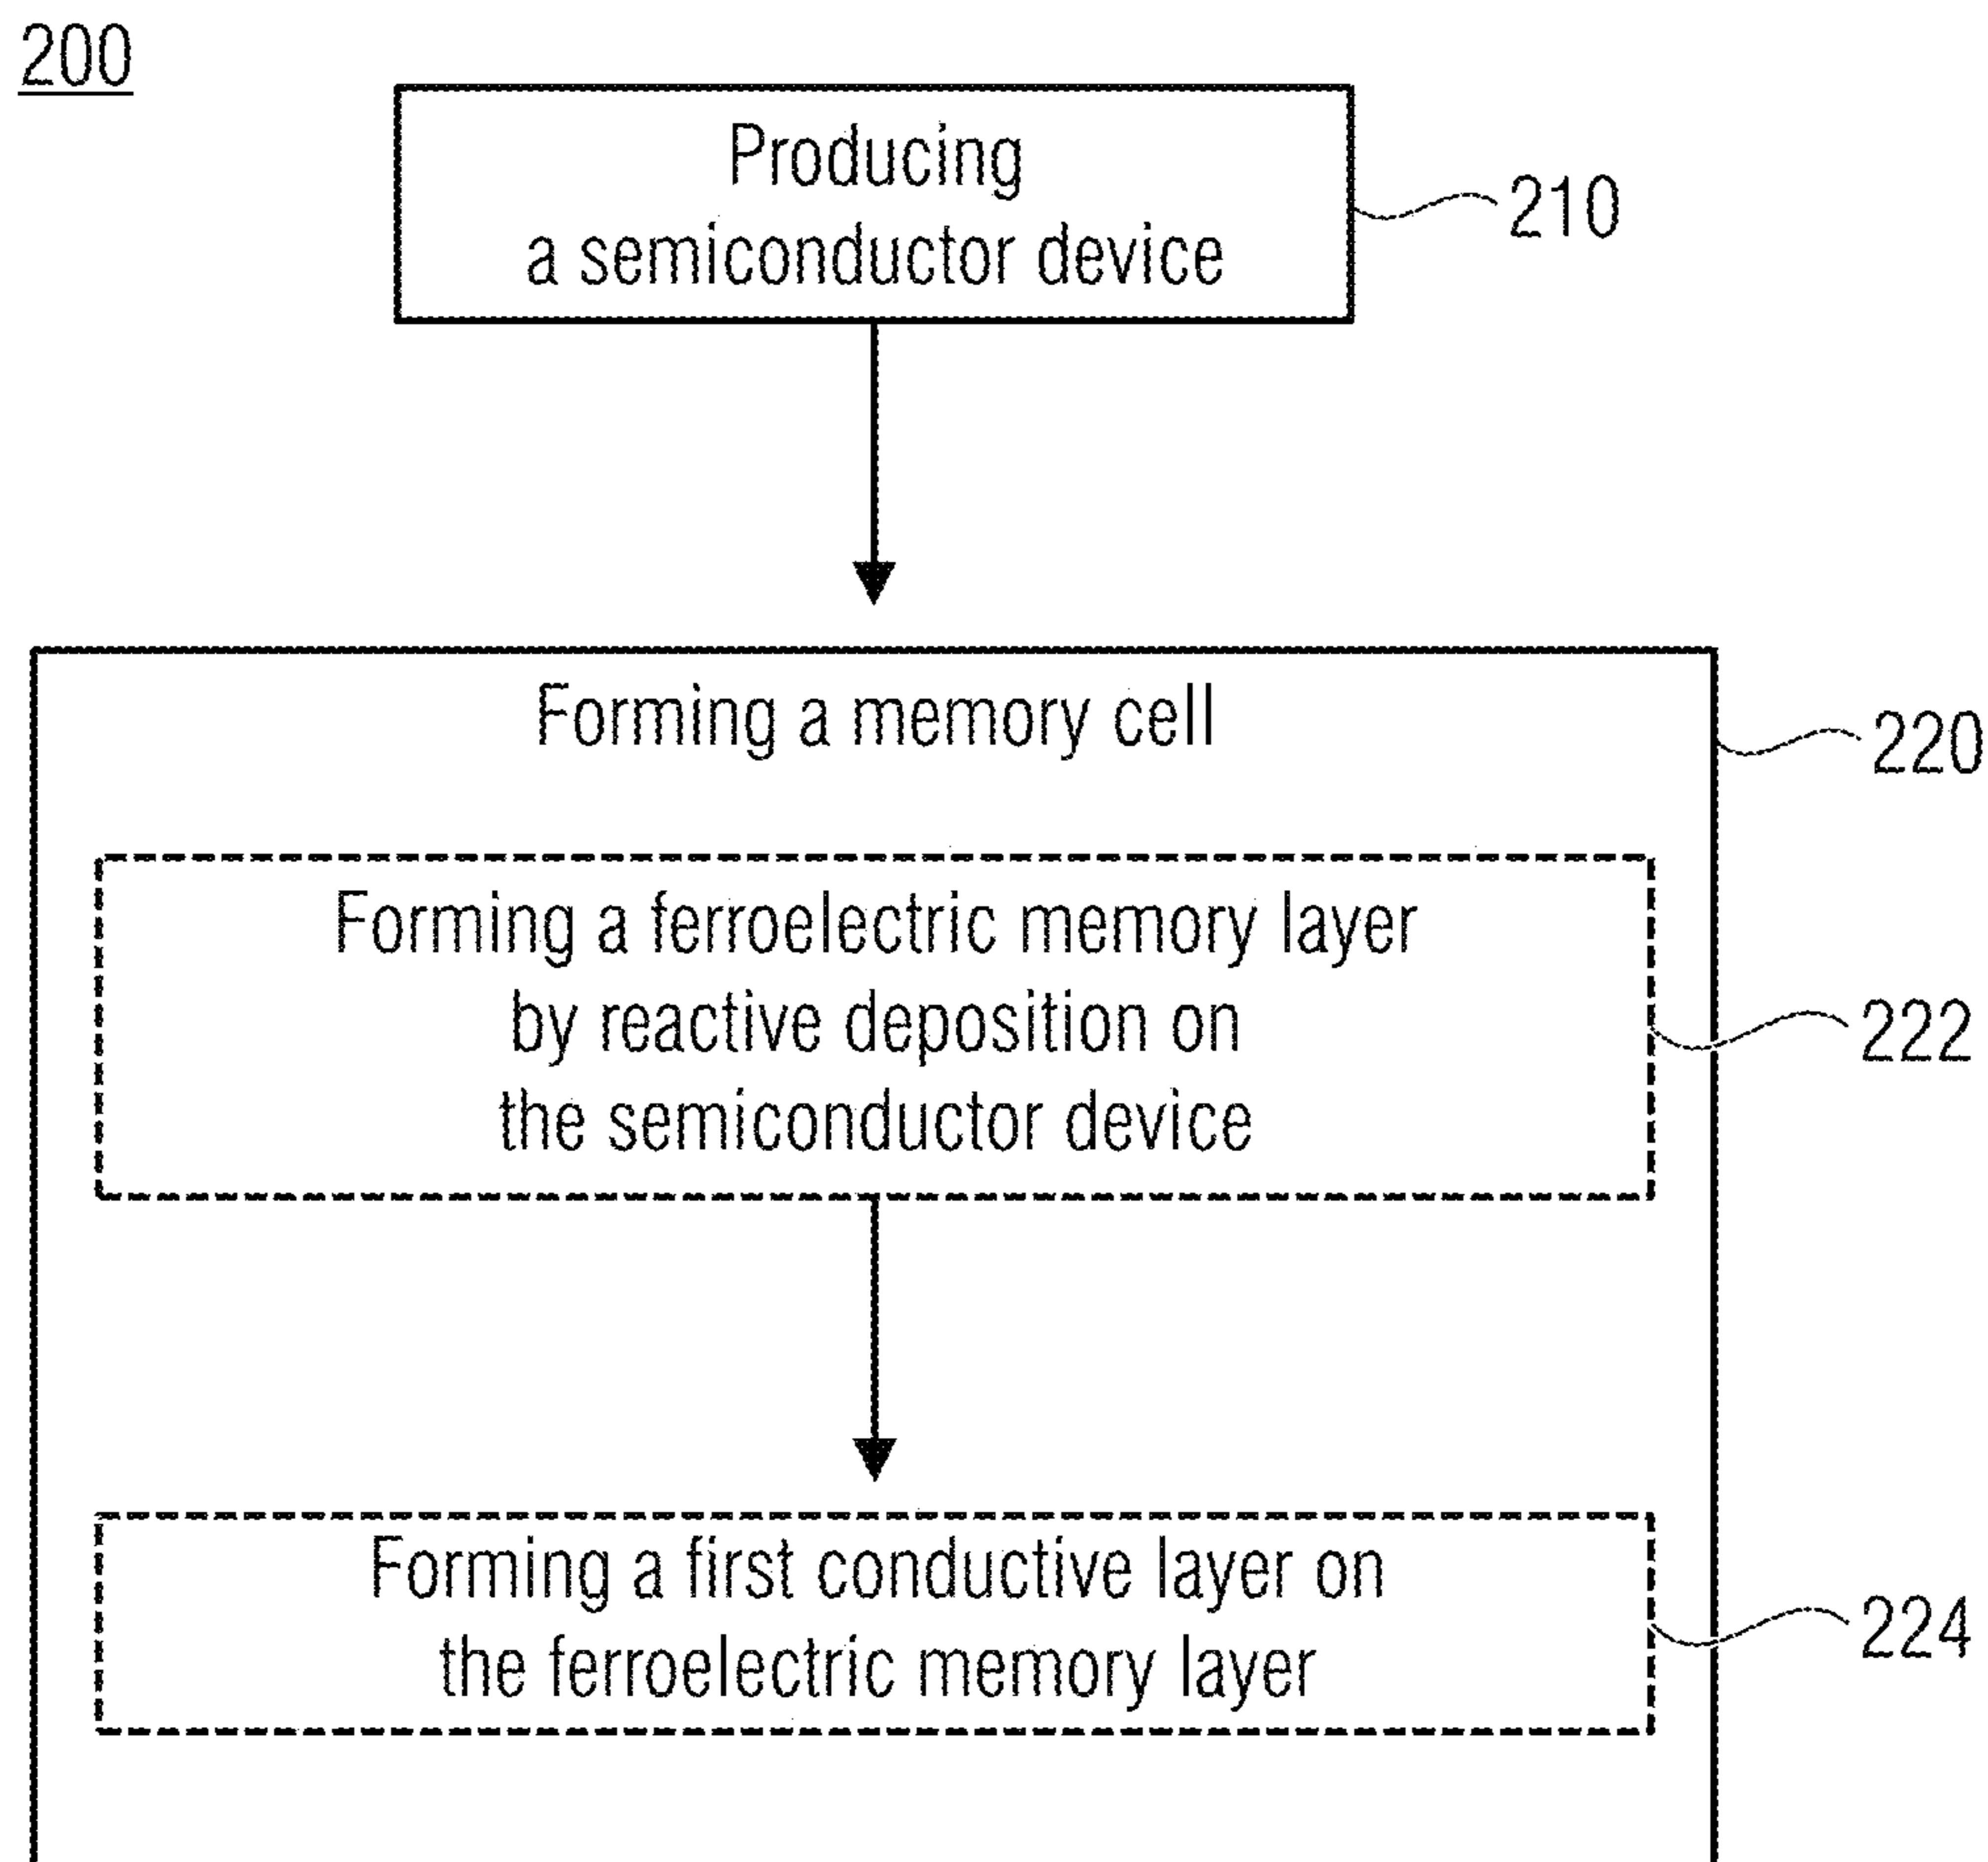 200
Producing
a semiconductor device
210
Forming a memory cell
220
Forming a ferroelectric memory layer
by reactive deposition on
the semiconductor device
222
Forming a first conductive layer on
the ferroelectric memory layer
224